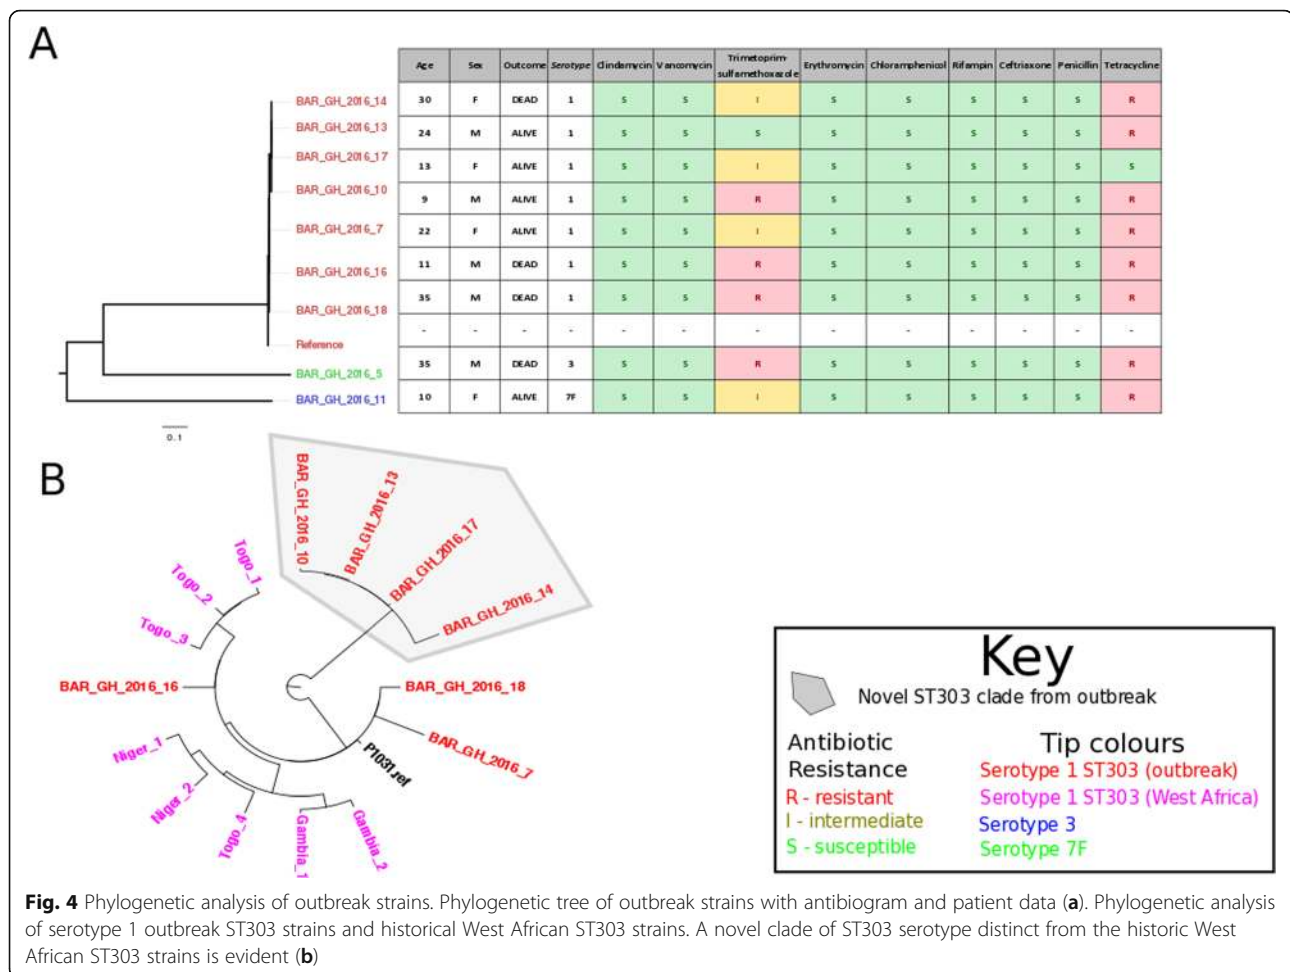 A
Age Sex Outcome Serotype Clindamycin Vancomycin Trimetoprim-sulfamethoxazole Erythromycin Chloramphenicol Rifampin Ceftriaxone Penicillin Tetracycline
BAR_GH_2016_14 30 F DEAD 1 S S I S S S S S R
BAR_GH_2016_13 24 M ALIVE 1 S S S S S S S S R
BAR_GH_2016_17 13 F ALIVE 1 S S I S S S S S S
BAR_GH_2016_10 9 M ALIVE 1 S S R S S S S S R
BAR_GH_2016_7 22 F ALIVE 1 S S I S S S S S R
BAR_GH_2016_16 11 M DEAD 1 S S R S S S S S R
BAR_GH_2016_18 35 M DEAD 1 S S R S S S S S R
Reference - - - - - - - - - - - - -
BAR_GH_2016_5 35 M DEAD 3 S S R S S S S S R
BAR_GH_2016_11 10 F ALIVE 7F S S I S S S S S R
0.1
B
BAR_GH_2016_10
BAR_GH_2016_13
BAR_GH_2016_17
BAR_GH_2016_14
Togo_1
Togo_2
Togo_3
BAR_GH_2016_16
BAR_GH_2016_18
BAR_GH_2016_7
P1031.ref
Niger_1
Niger_2
Togo_4
Gambia_1
Gambia_2
Key
Novel ST303 clade from outbreak
Antibiotic
Resistance
R - resistant
I - intermediate
S - susceptible
Tip colours
Serotype 1 ST303 (outbreak)
Serotype 1 ST303 (West Africa)
Serotype 3
Serotype 7F
Fig. 4 Phylogenetic analysis of outbreak strains. Phylogenetic tree of outbreak strains with antibiogram and patient data (a). Phylogenetic analysis
of serotype 1 outbreak ST303 strains and historical West African ST303 strains. A novel clade of ST303 serotype distinct from the historic West
African ST303 strains is evident (b)